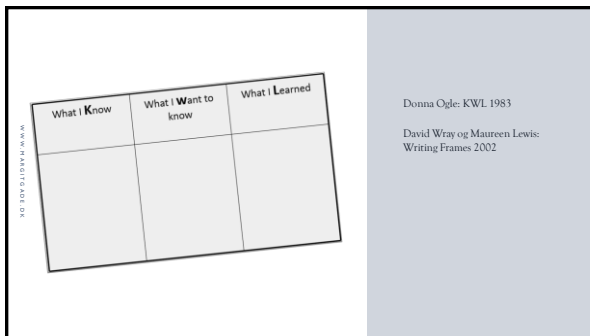 WWW.MARGITGADE.DK
What I Know
What I Want to
know
What I Learned
Donna Ogle: KWL 1983
David Wray og Maureen Lewis:
Writing Frames 2002